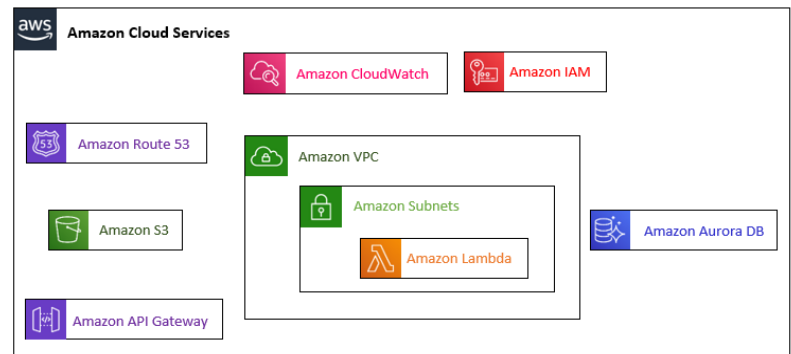 aws
Amazon Cloud Services
Amazon CloudWatch
Amazon IAM
53
Amazon Route 53
Amazon VPC
Amazon Subnets
Amazon S3
Amazon Aurora DB
Amazon Lambda
Amazon API Gateway